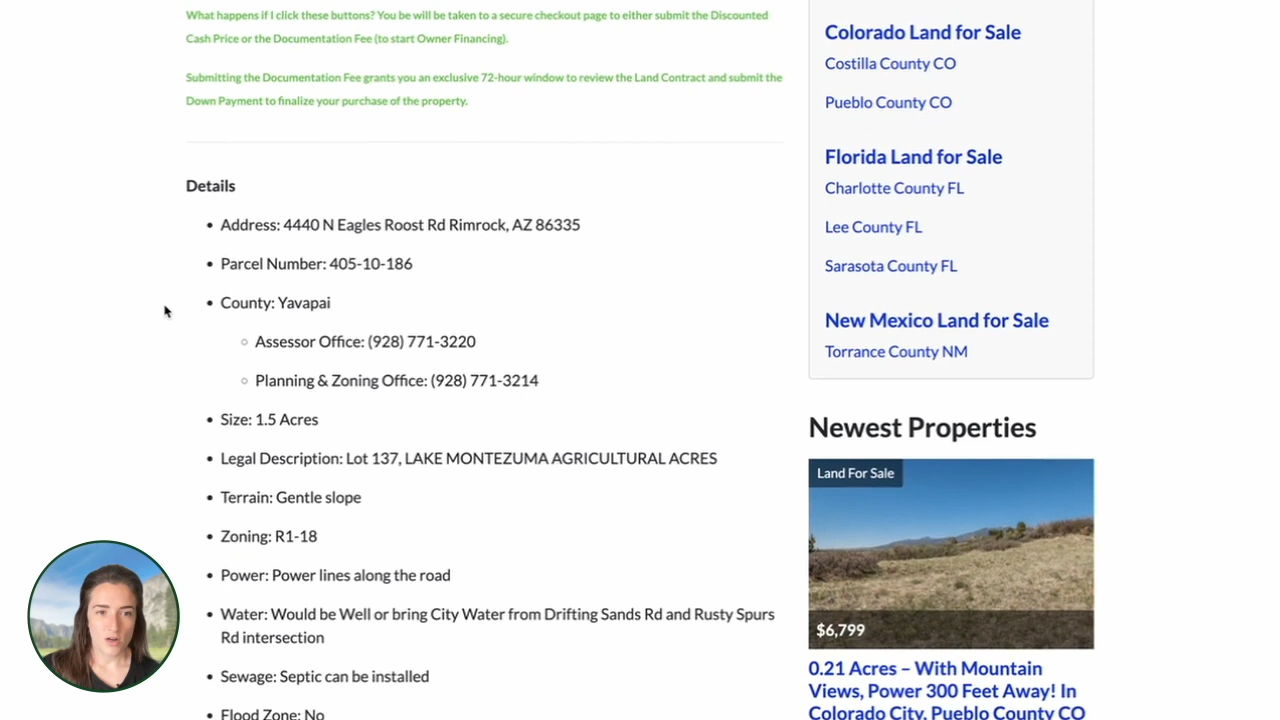 What happens if I click these buttons? You be will be taken to a secure checkout page to either submit the Discounted
Cash Price or the Documentation Fee (to start Owner Financing).
Submitting the Documentation Fee grants you an exclusive 72-hour window to review the Land Contract and submit the
Down Payment to finalize your purchase of the property.
Details
• Address: 4440 N Eagles Roost Rd Rimrock, AZ 86335
• Parcel Number: 405-10-186
• County: Yavapai
◦ Assessor Office: (928) 771-3220
◦ Planning & Zoning Office: (928) 771-3214
• Size: 1.5 Acres
• Legal Description: Lot 137, LAKE MONTEZUMA AGRICULTURAL ACRES
• Terrain: Gentle slope
• Zoning: R1-18
• Power: Power lines along the road
• Water: Would be Well or bring City Water from Drifting Sands Rd and Rusty Spurs
Rd intersection
• Sewage: Septic can be installed
• Flood Zone: No
Colorado Land for Sale
Costilla County CO
Pueblo County CO
Florida Land for Sale
Charlotte County FL
Lee County FL
Sarasota County FL
New Mexico Land for Sale
Torrance County NM
Newest Properties
Land For Sale
$6,799
0.21 Acres – With Mountain
Views, Power 300 Feet Away! In
Colorado City, Pueblo County CO